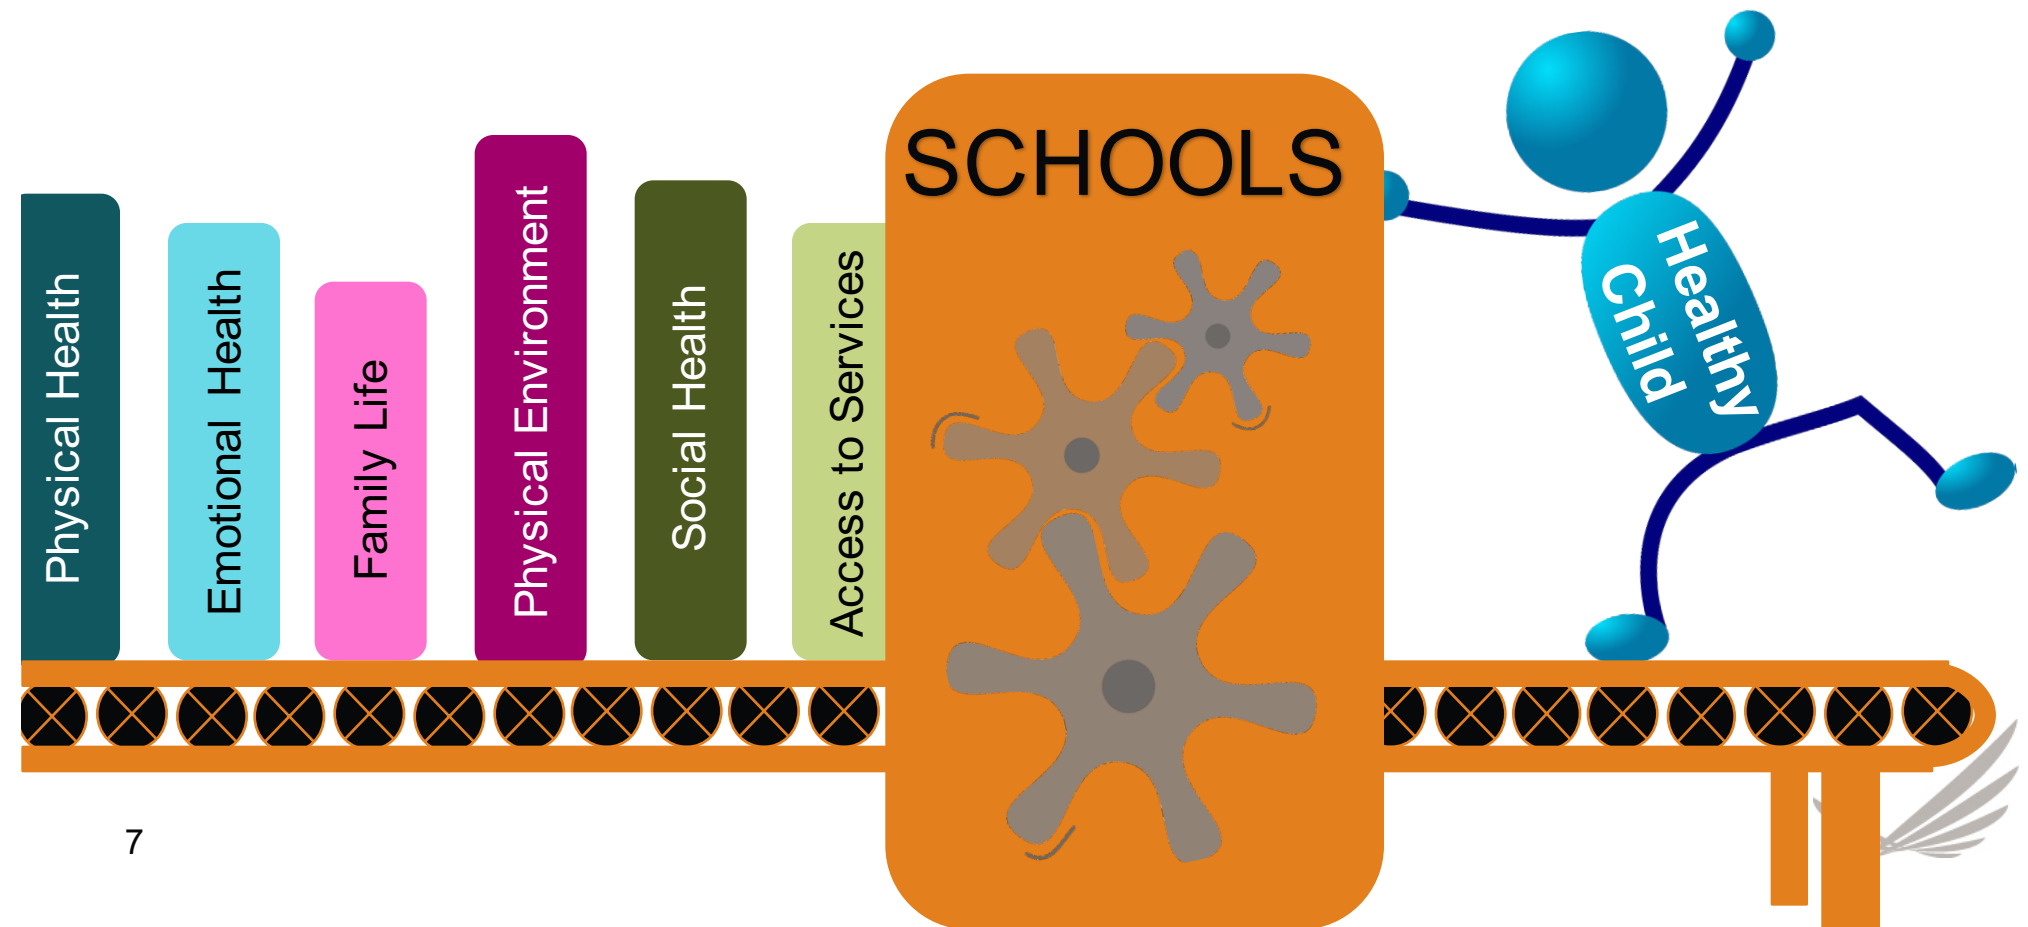 SCHOOLS
Physical Health
Emotional Health
Family Life
Physical Environment
Social Health
Access to Services
Healthy
Child
7